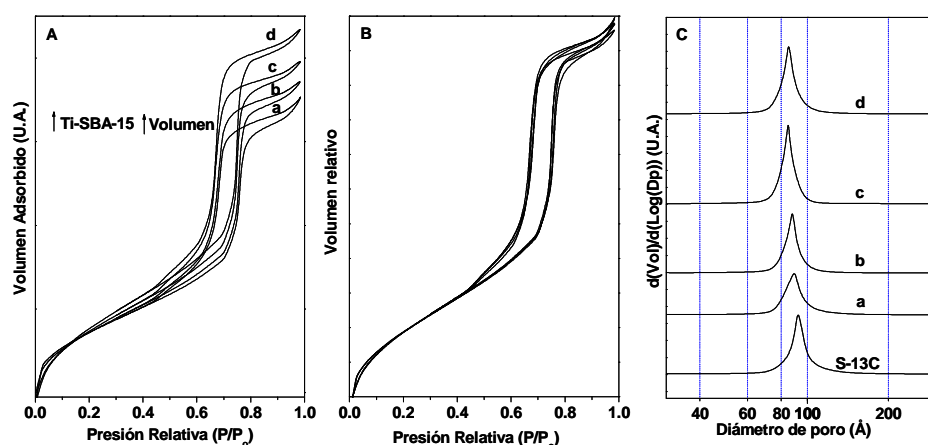 A
d
c
b
a
↑ Ti-SBA-15 ↑ Volumen
Volumen Adsorbido (U.A.)
0.0 0.2 0.4 0.6 0.8 1.0
Presión Relativa (P/P₀)
B
Volumen relativo
0.0 0.2 0.4 0.6 0.8 1.0
Presión Relativa (P/P₀)
C
d
c
b
a
S-13C
d(Vol)/d(Log(Dp)) (U.A.)
40 60 80 100 200
Diámetro de poro (Å)